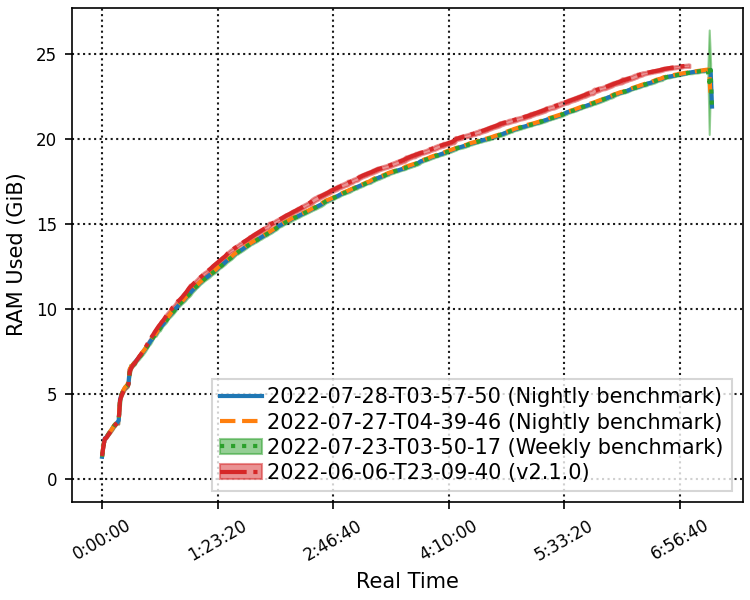 RAM Used (GiB)
25
20
15
10
5
0
2022-07-28-T03-57-50 (Nightly benchmark)
2022-07-27-T04-39-46 (Nightly benchmark)
2022-07-23-T03-50-17 (Weekly benchmark)
2022-06-06-T23-09-40 (v2.1.0)
0:00:00
1:23:20
2:46:40
4:10:00
5:33:20
6:56:40
Real Time